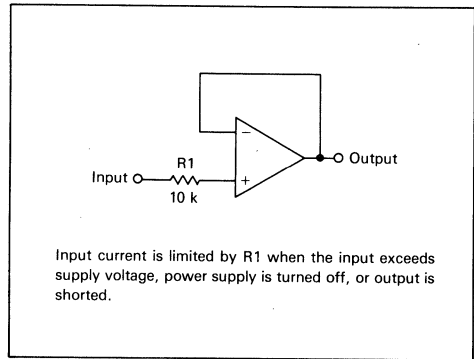 −
R1
Output
Input
+
10 k
Input current is limited by R1 when the input exceeds
supply voltage, power supply is turned off, or output is
shorted.